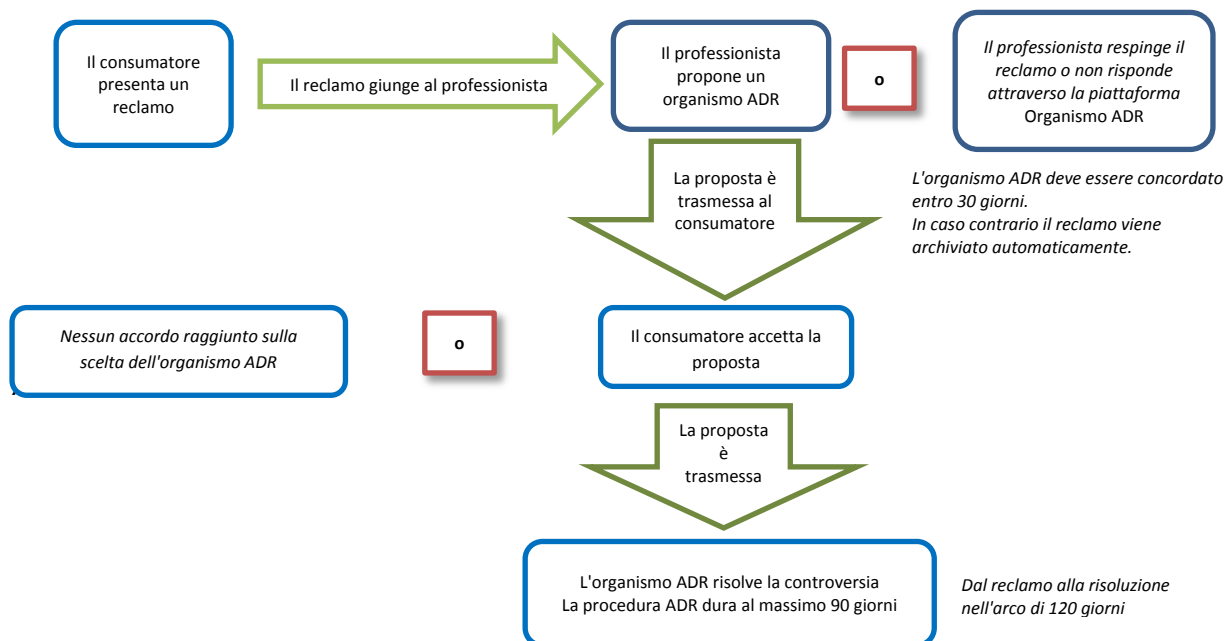 Il consumatore
presenta un
reclamo
Il reclamo giunge al professionista
Il professionista
propone un
organismo ADR
o
Il professionista respinge il
reclamo o non risponde
attraverso la piattaforma
Organismo ADR
La proposta è
trasmessa al
consumatore
L'organismo ADR deve essere concordato
entro 30 giorni.
In caso contrario il reclamo viene
archiviato automaticamente.
Nessun accordo raggiunto sulla
scelta dell'organismo ADR
o
Il consumatore accetta la
proposta
La proposta
è
trasmessa
L'organismo ADR risolve la controversia
La procedura ADR dura al massimo 90 giorni
Dal reclamo alla risoluzione
nell'arco di 120 giorni